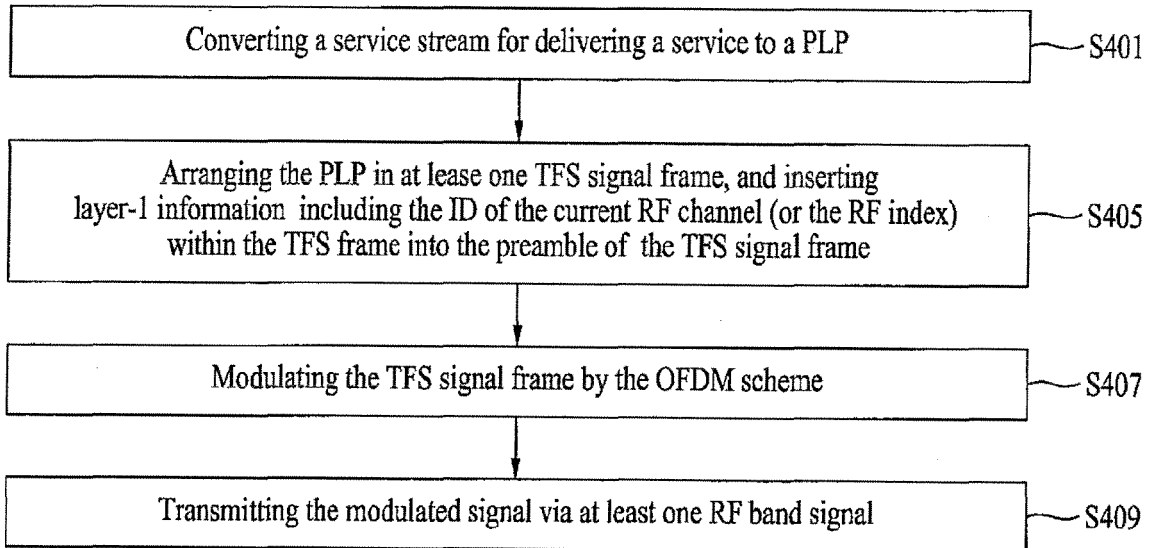 Converting a service stream for delivering a service to a PLP
S401
Arranging the PLP in at lease one TFS signal frame, and inserting
layer-1 information including the ID of the current RF channel (or the RF index)
within the TFS frame into the preamble of the TFS signal frame
S405
Modulating the TFS signal frame by the OFDM scheme
S407
Transmitting the modulated signal via at least one RF band signal
S409